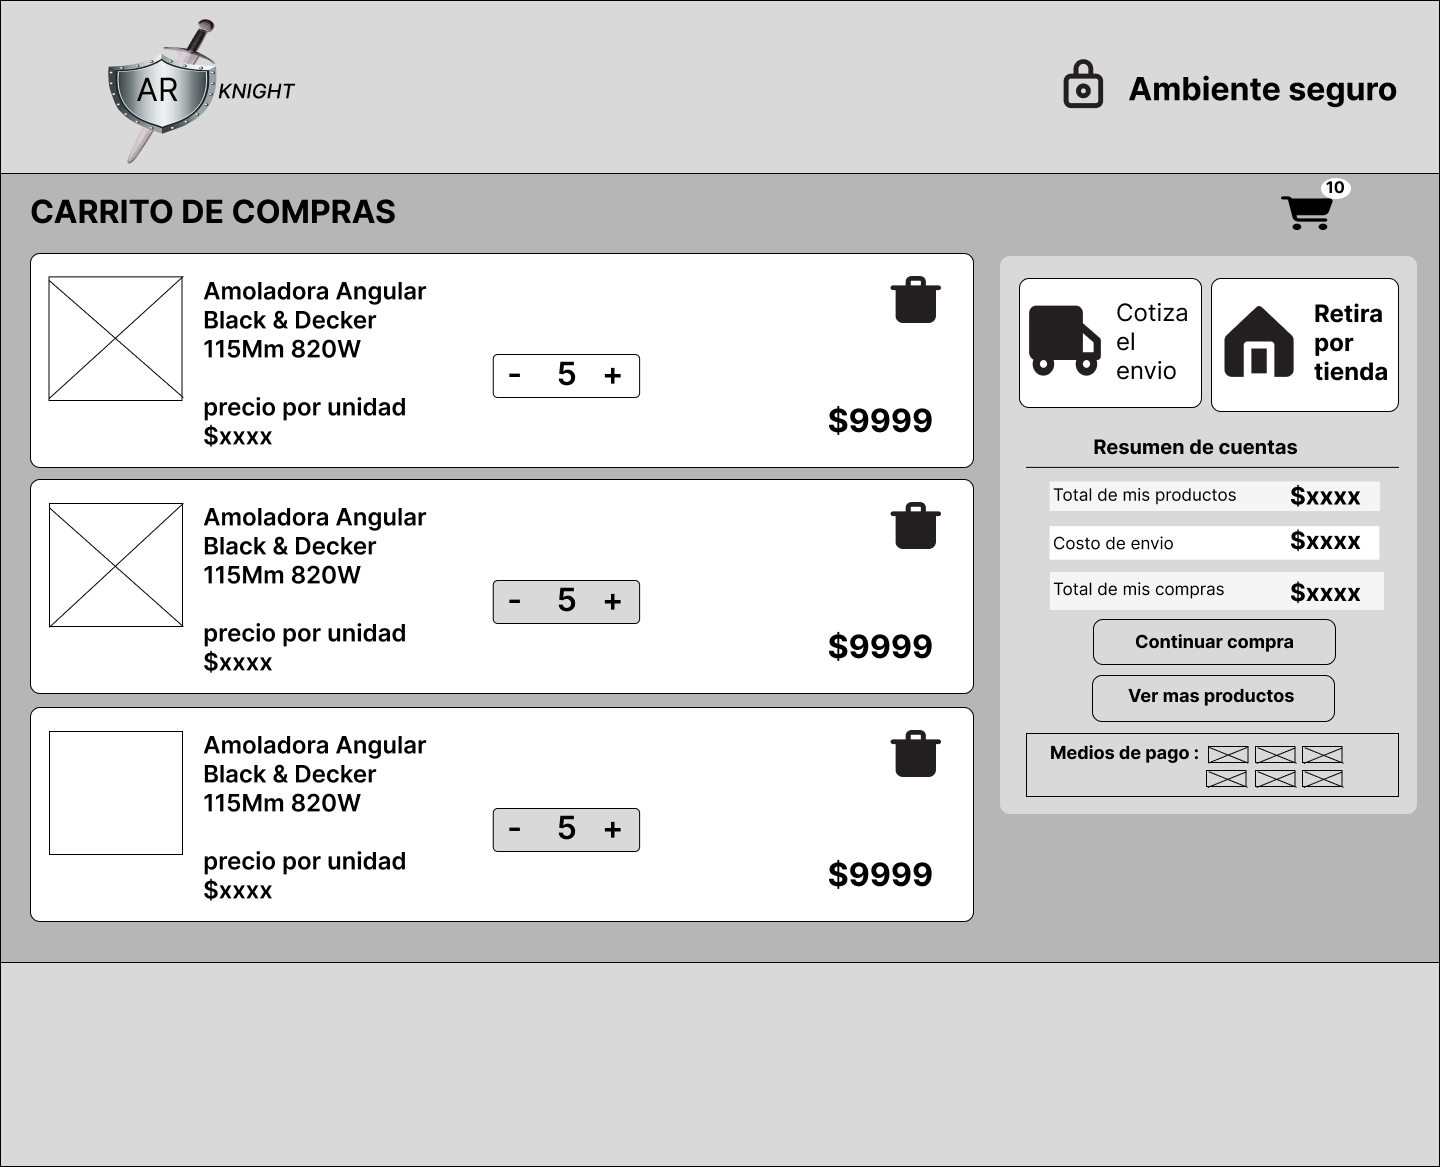 AR KNIGHT
Ambiente seguro
CARRITO DE COMPRAS
10
Amoladora Angular
Black & Decker
115Mm 820W
precio por unidad
$xxxx
- 5 +
$9999
Amoladora Angular
Black & Decker
115Mm 820W
precio por unidad
$xxxx
- 5 +
$9999
Amoladora Angular
Black & Decker
115Mm 820W
precio por unidad
$xxxx
- 5 +
$9999
Cotiza
el
envio
Retira
por
tienda
Resumen de cuentas
Total de mis productos $xxxx
Costo de envio $xxxx
Total de mis compras $xxxx
Continuar compra
Ver mas productos
Medios de pago :